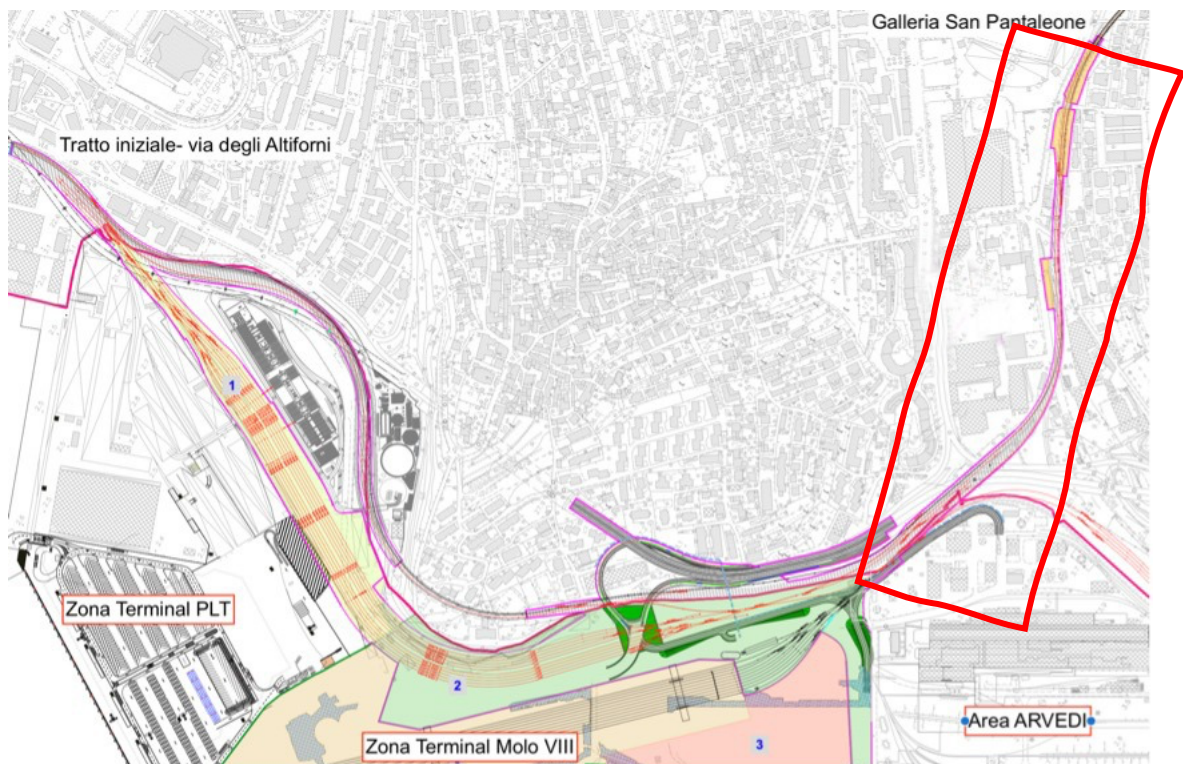 Galleria San Pantaleone
Tratto iniziale- via degli Altiforni
1
Zona Terminal PLT
2
Zona Terminal Molo VIII
3
Area ARVEDI